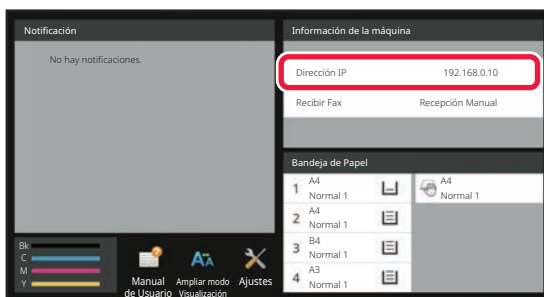 Notificación
No hay notificaciones.
Información de la máquina
Dirección IP 192.168.0.10
Recibir Fax Recepción Manual
Bandeja de Papel
1 A4
Normal 1
A4
Normal 1
2 A4
Normal 1
3 B4
Normal 1
4 A3
Normal 1
Bk
C
M
Y
Manual
de Usuario
Ampliar modo
Visualización
AA
Ajustes